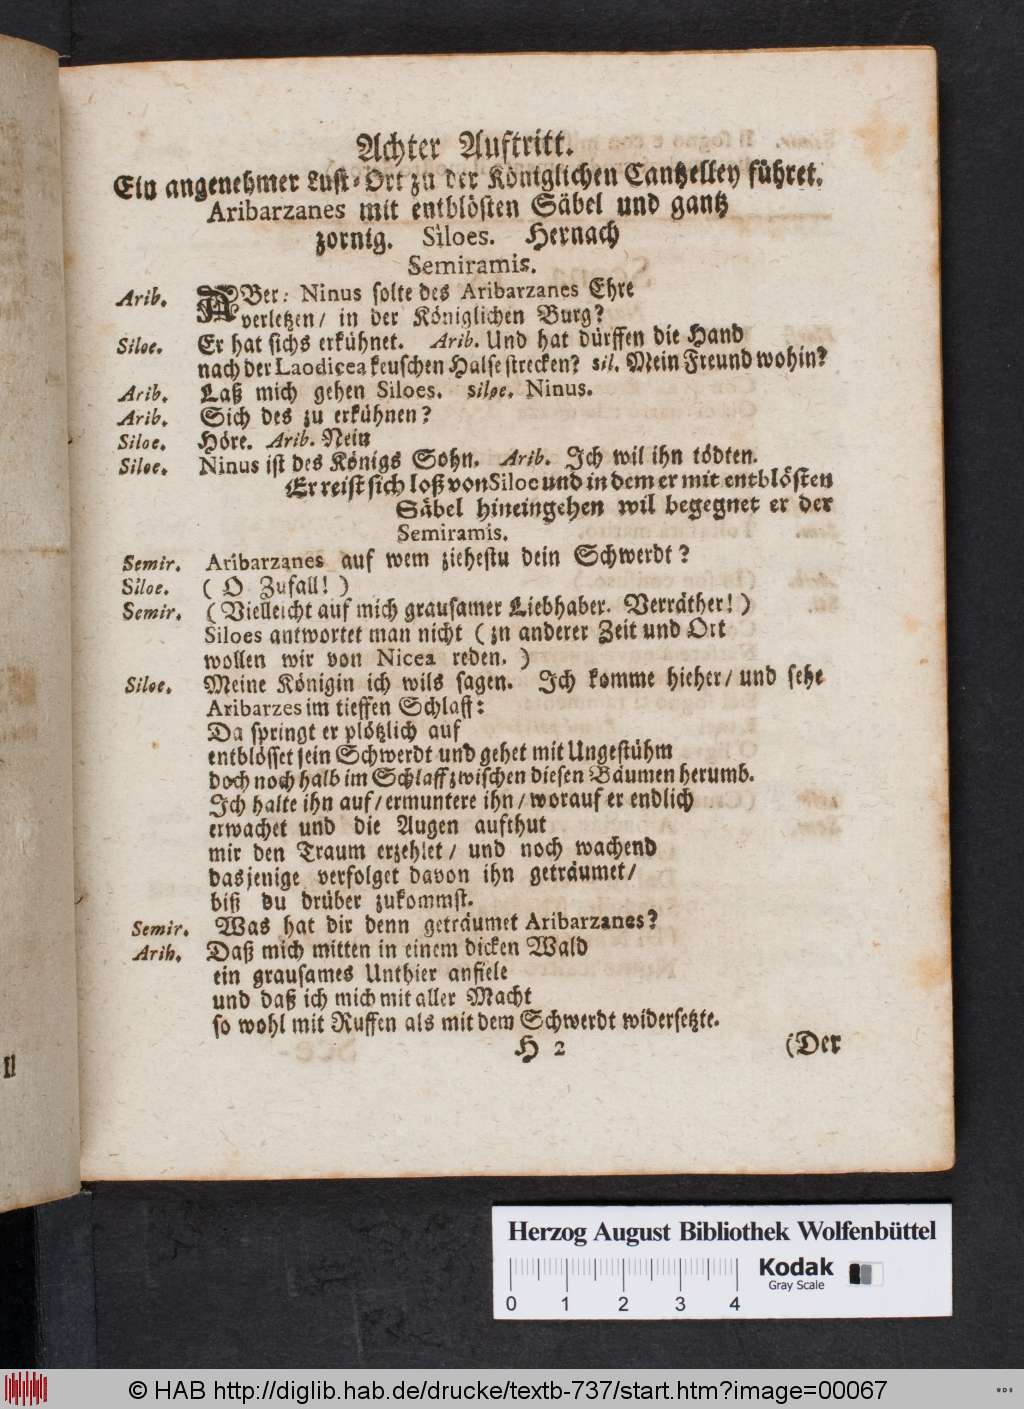 Achter Auftritt.
Ein angenehmer Lust-Ort zu der Königlichen Cantzelley führet.
Aribarzanes mit entblösten Säbel und gantz
zornig. Siloes. Hernach
Semiramis.
Arib. ABer: Ninus solte des Aribarzanes Ehre
verletzen/ in der Königlichen Burg?
Siloe. Er hat sichs erkühnet. Arib. Und hat dürffen die Hand
nach der Laodicea keuschen Halse strecken? sil. Mein Freund wohin?
Arib. Laß mich gehen Siloes. siloe. Ninus.
Arib. Sich des zu erkühnen?
Siloe. Höre. Arib. Nein
Siloe. Ninus ist des Königs Sohn. Arib. Ich wil ihn tödten.
Er reist sich loß von Siloe und in dem er mit entblösten
Säbel hineingehen wil begegnet er der
Semiramis.
Semir. Aribarzanes auf wem ziehestu dein Schwerdt?
Siloe. ( O Zufall! )
Semir. ( Vielleicht auf mich grausamer Liebhaber. Verräther! )
Siloes antwortet man nicht ( zu anderer Zeit und Ort
wollen wir von Nicea reden. )
Siloe. Meine Königin ich wils sagen. Ich komme hieher/ und sehe
Aribarzes im tieffen Schlaff:
Da springt er plötzlich auf
entblösset sein Schwerdt und gehet mit Ungestühm
doch noch halb im Schlaff zwischen diesen Bäumen herumb.
Ich halte ihn auf/ ermuntere ihn/ worauf er endlich
erwachet und die Augen aufthut
mir den Traum erzehlet/ und noch wachend
dasjenige verfolget davon ihn geträumet/
biß du drüber zukommst.
Semir. Was hat dir denn geträumet Aribarzanes?
Arib. Daß mich mitten in einem dicken Wald
ein grausames Unthier anfiele
und daß ich mich mit aller Macht
so wohl mit Ruffen als mit dem Schwerdt widersetzte.
H 2 (Der
Herzog August Bibliothek Wolfenbüttel
0 1 2 3 4
Kodak
Gray Scale
© HAB http://diglib.hab.de/drucke/textb-737/start.htm?image=00067